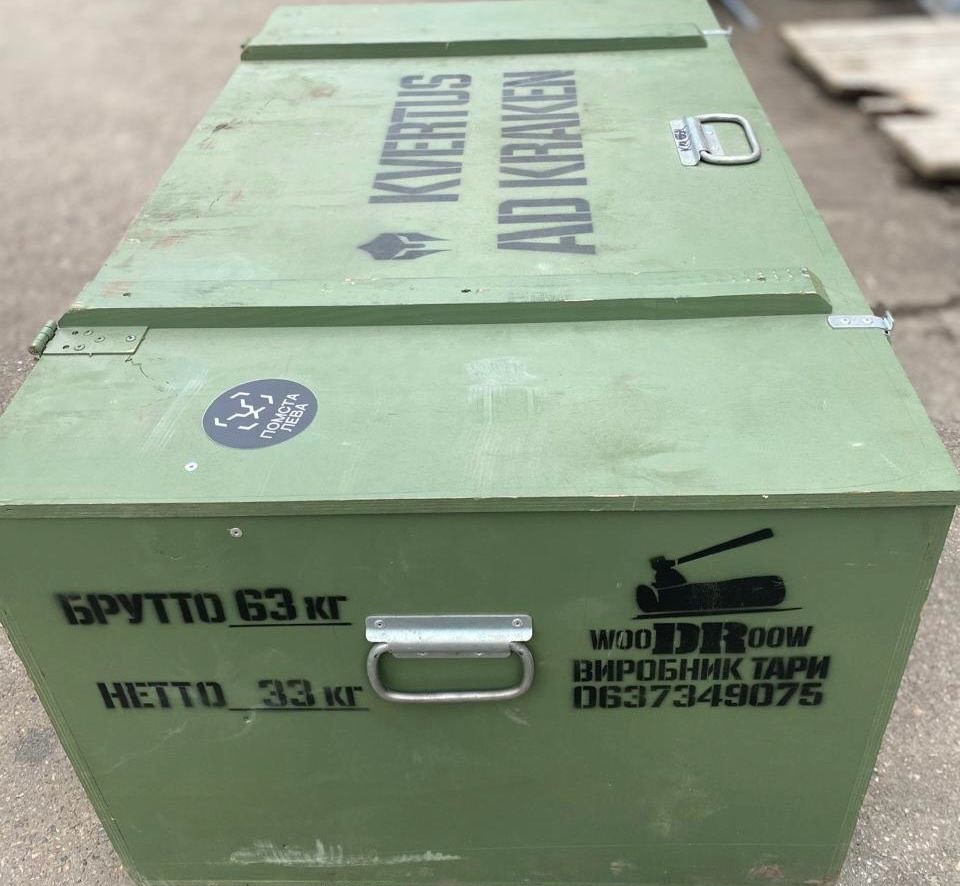 KVERTUS
AD KRAKEN
ПОМСТА
ЛЕВА
БРУТТО 63 кг
НЕТТО 33 кг
WOODROOW
ВИРОБНИК ТАРИ
0637349075